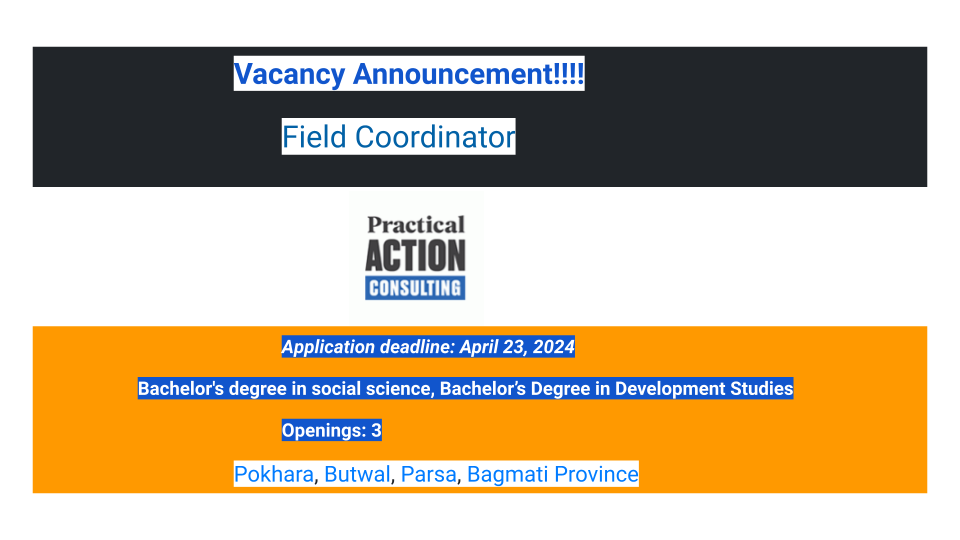 Vacancy Announcement!!!!
Field Coordinator
Practical
ACTION
CONSULTING
Application deadline: April 23, 2024
Bachelor's degree in social science, Bachelor’s Degree in Development Studies
Openings: 3
Pokhara, Butwal, Parsa, Bagmati Province